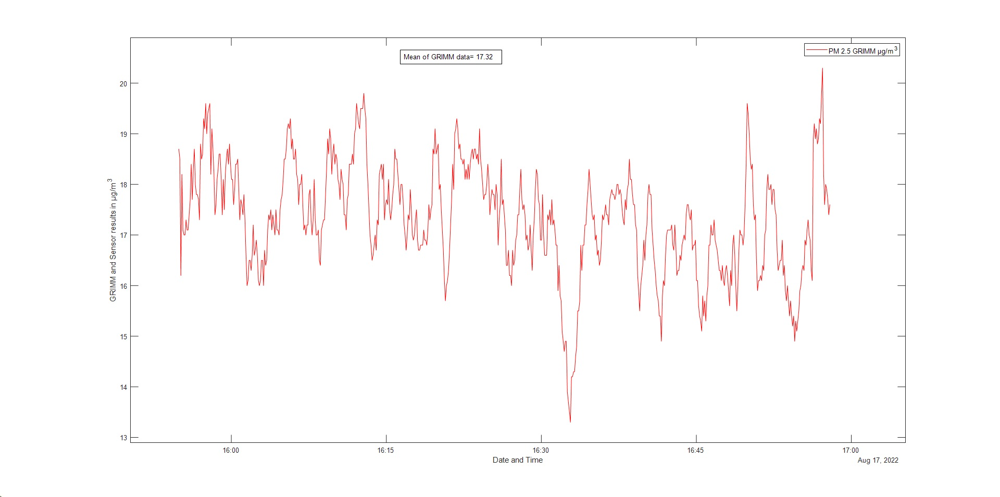 Mean of GRIMM data= 17.32
PM 2.5 GRIMM µg/m³
GRIMM and Sensor results in µg/m³
20
19
18
17
16
15
14
13
16:00
16:15
16:30
16:45
17:00
Date and Time
Aug 17, 2022